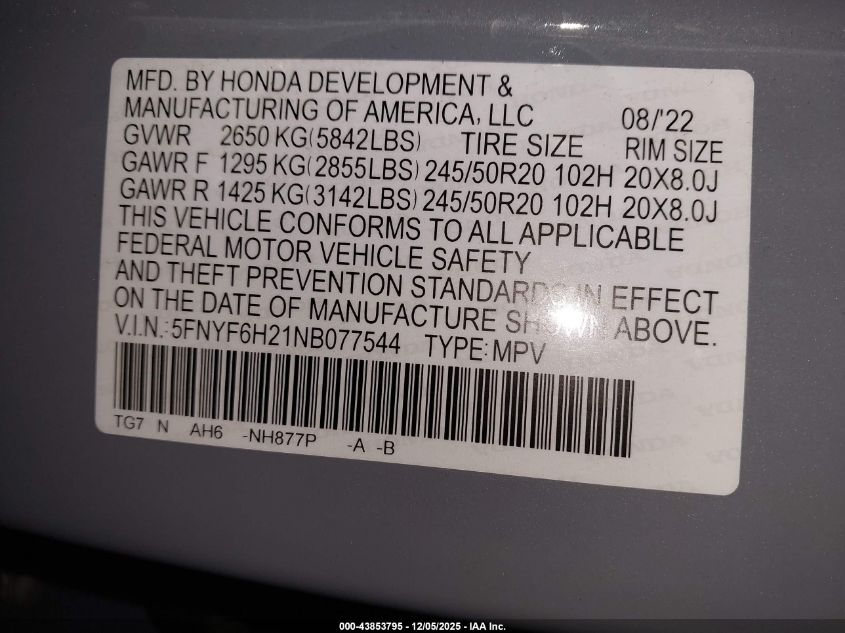 MFD. BY HONDA DEVELOPMENT &
MANUFACTURING OF AMERICA, LLC 08/'22
GVWR 2650 KG(5842LBS) TIRE SIZE RIM SIZE
GAWR F 1295 KG(2855LBS) 245/50R20 102H 20X8.0J
GAWR R 1425 KG(3142LBS) 245/50R20 102H 20X8.0J
THIS VEHICLE CONFORMS TO ALL APPLICABLE
FEDERAL MOTOR VEHICLE SAFETY
AND THEFT PREVENTION STANDARDS IN EFFECT
ON THE DATE OF MANUFACTURE SHOWN ABOVE.
V.I.N.:5FNYF6H21NB077544 TYPE:MPV
TG7 N AH6 -NH877P -A -B
000-43853795 - 12/05/2025 - IAA Inc.